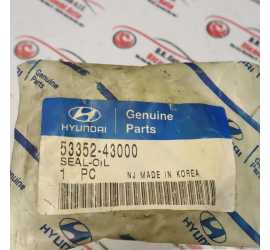 HYUNDAI
Genuine
Parts
53352-43000
SEAL-OIL
1 PC NJ MADE IN KOREA